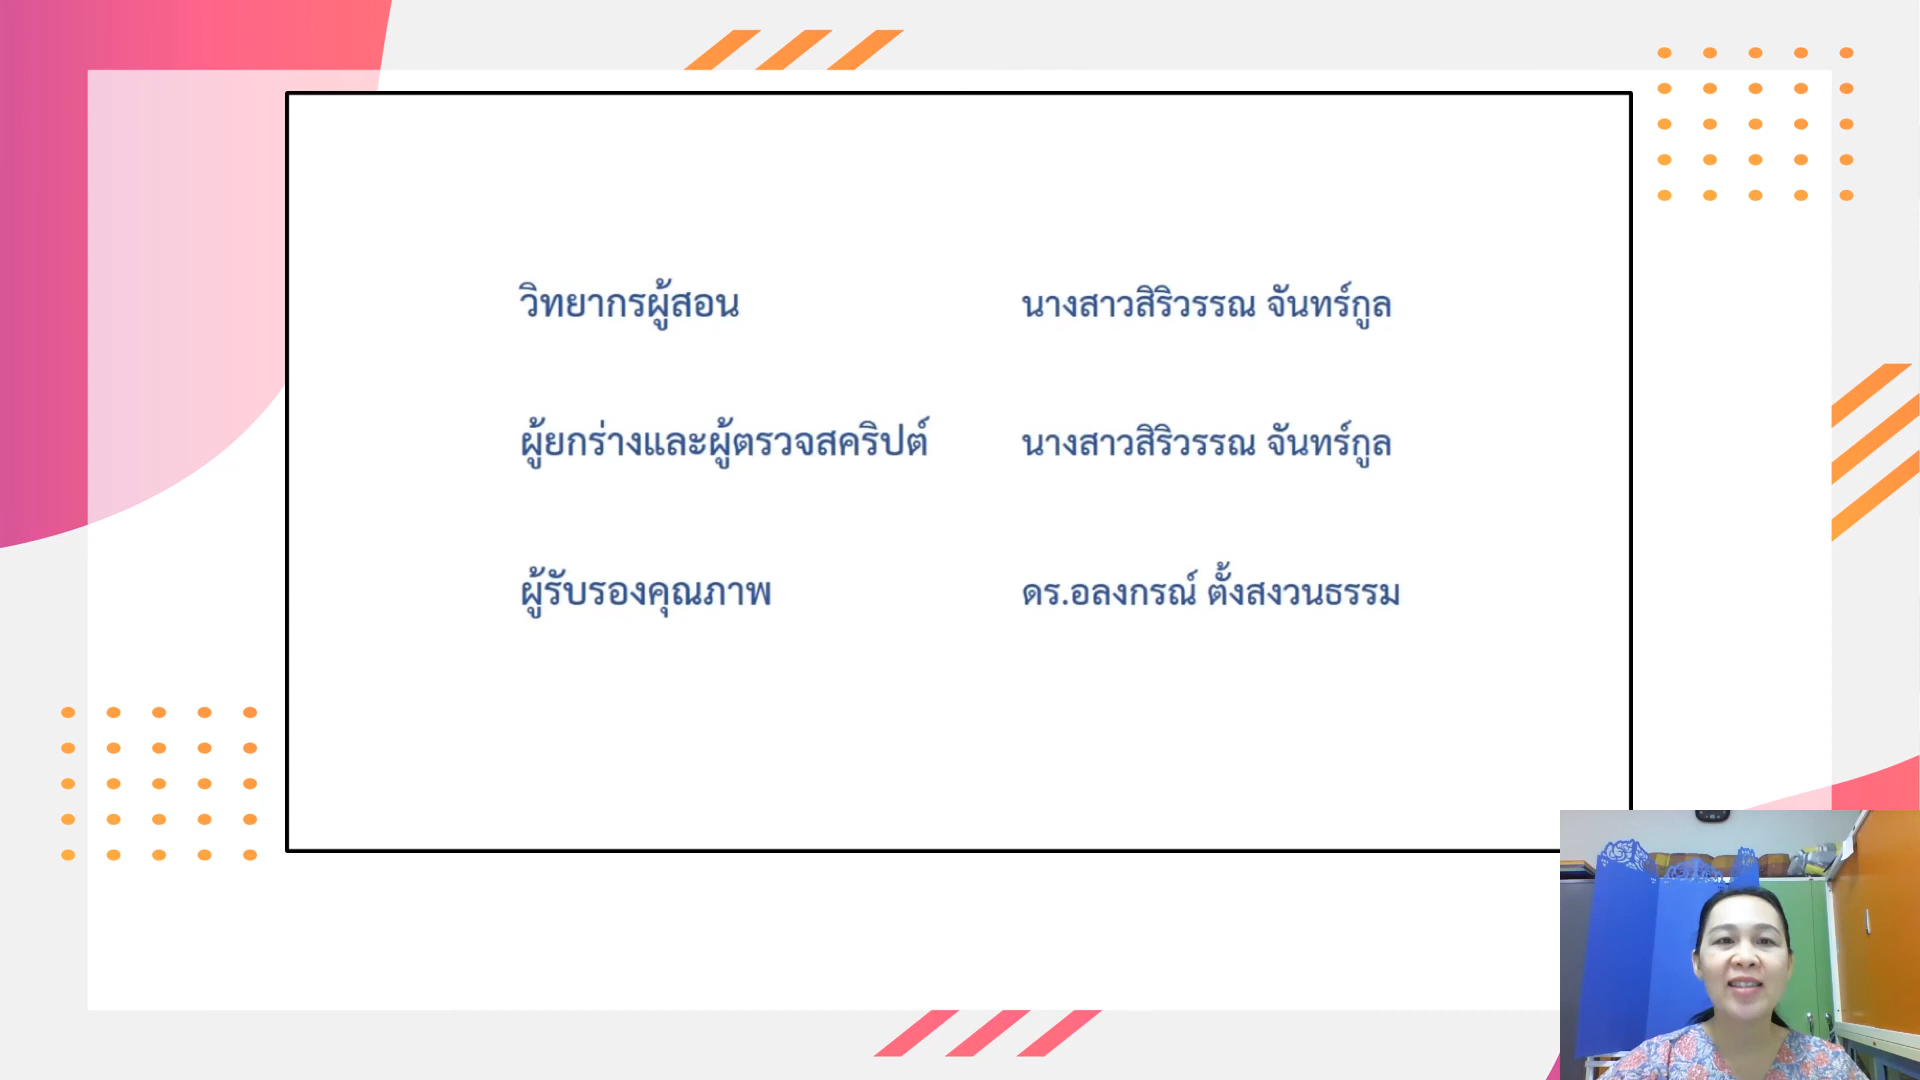 วิทยากรผู้สอน นางสาวสิริวรรณ จันทร์กูล
ผู้ยกร่างและผู้ตรวจสคริปต์ นางสาวสิริวรรณ จันทร์กูล
ผู้รับรองคุณภาพ ดร.อลงกรณ์ ตั้งสงวนธรรม